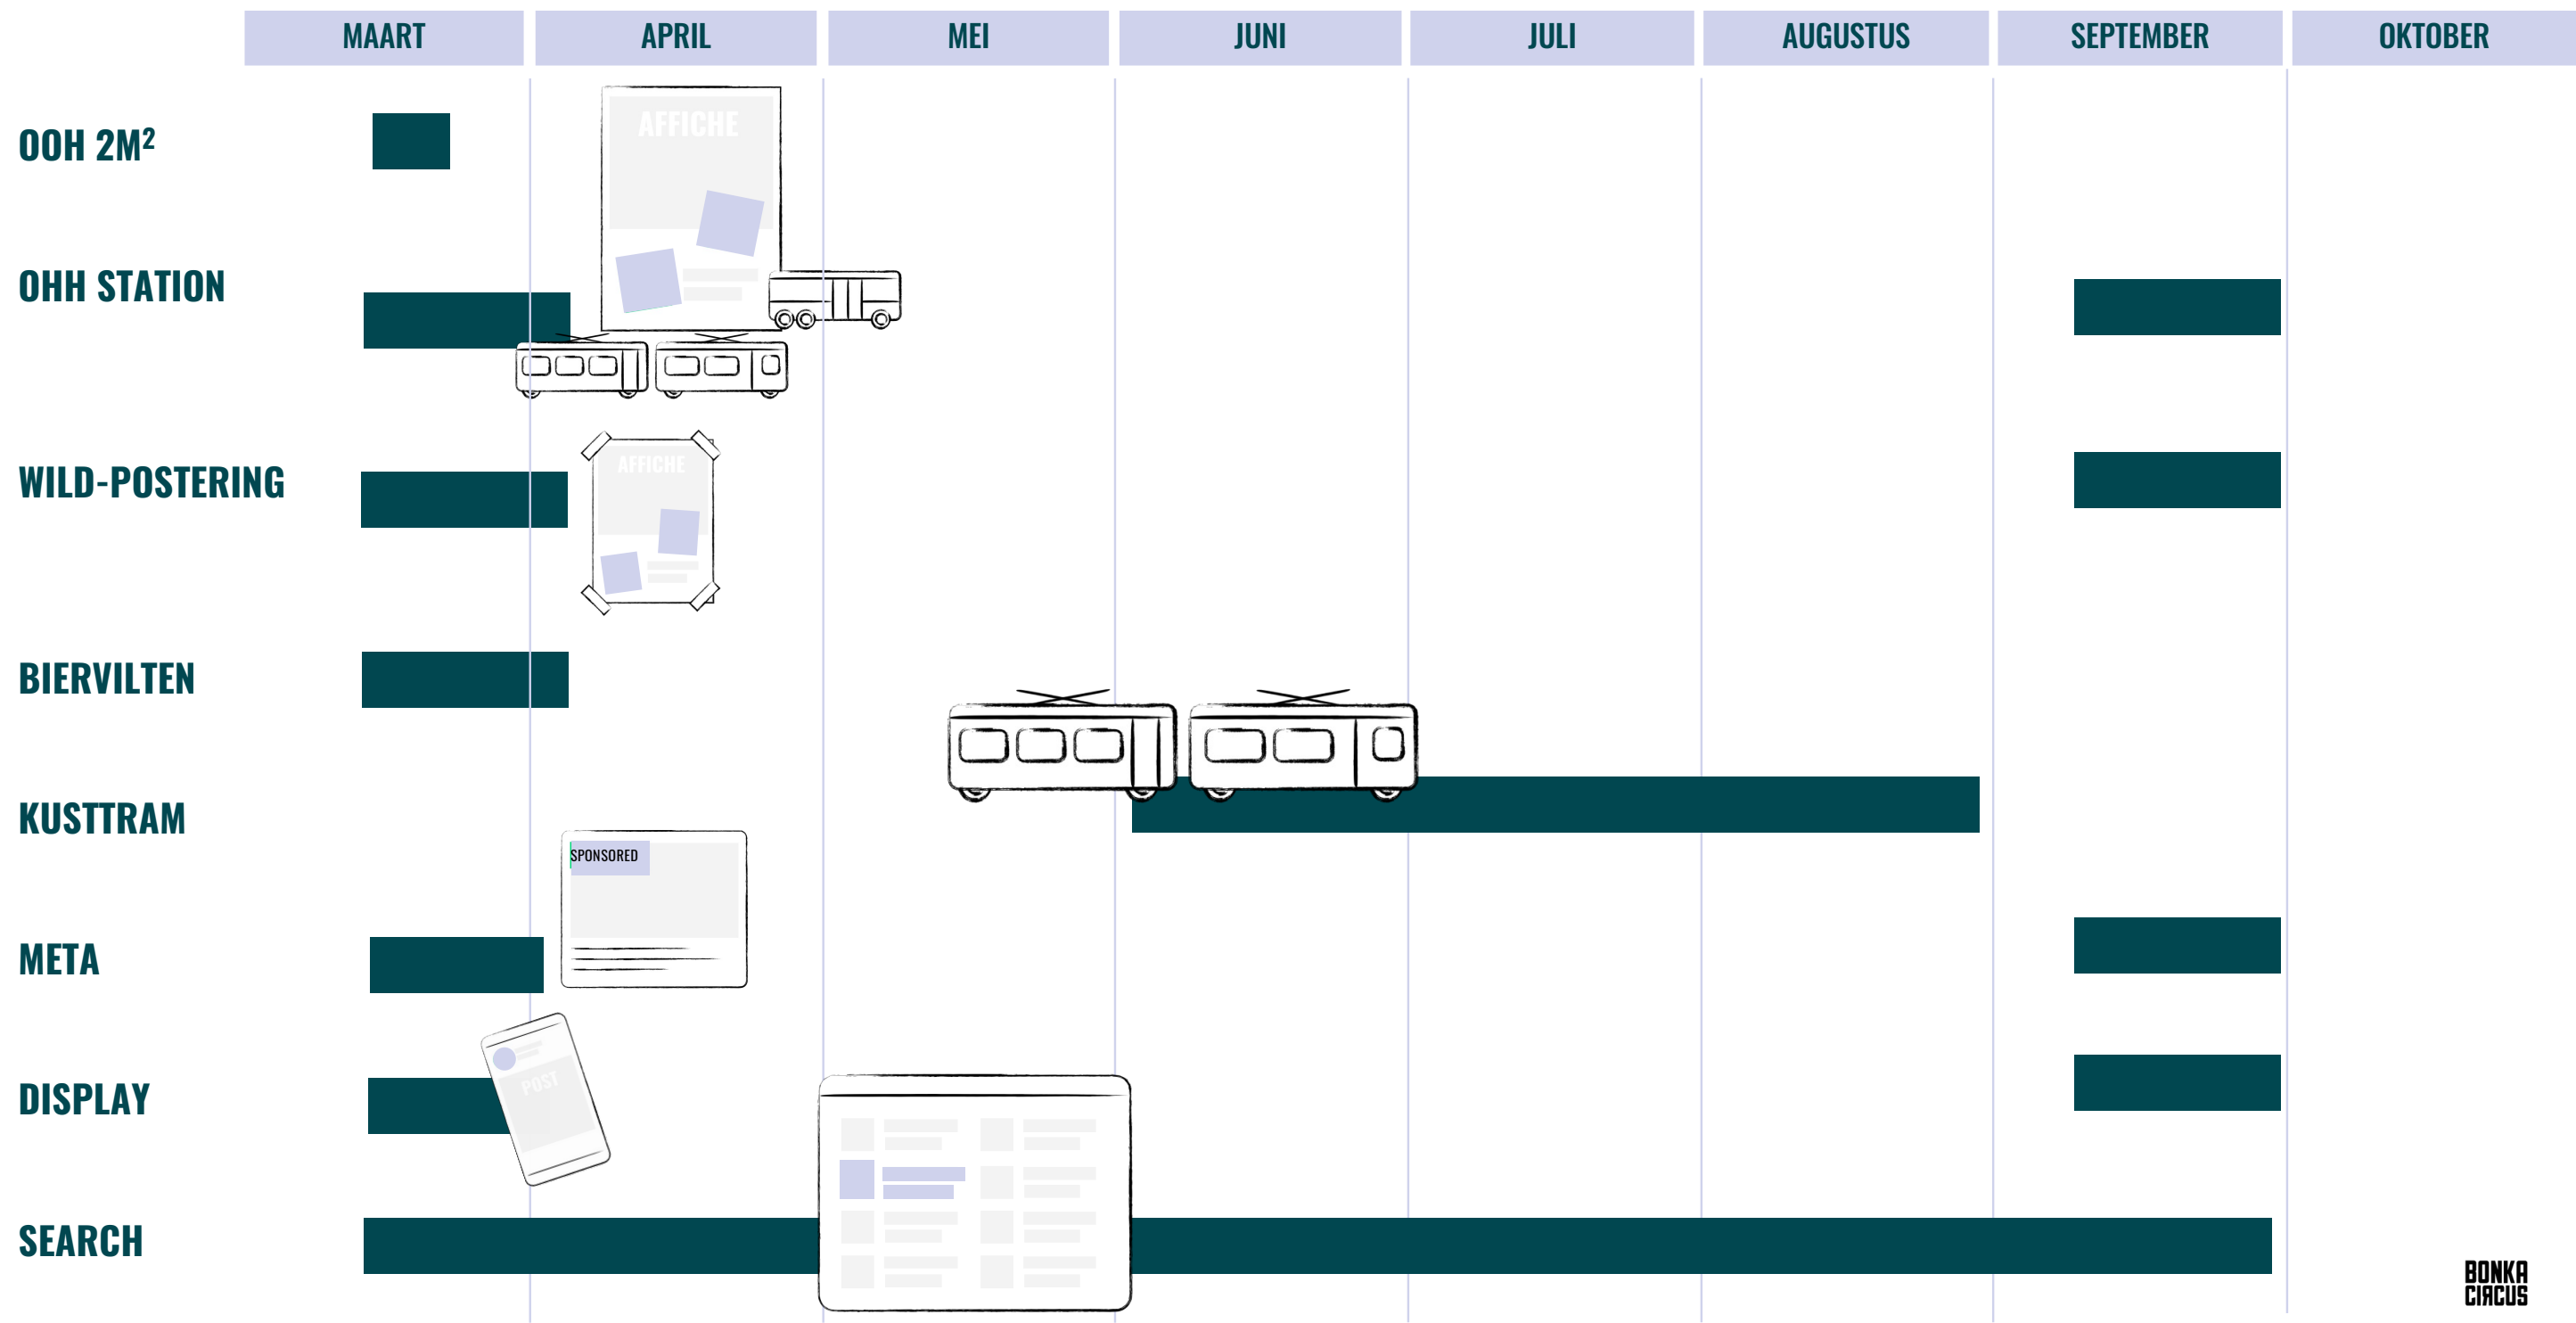 MAART
APRIL
MEI
JUNI
JULI
AUGUSTUS
SEPTEMBER
OKTOBER
OOH 2M²
AFFICHE
OHH STATION
WILD-POSTERING
AFFICHE
BIERVILTEN
KUSTTRAM
SPONSORED
META
DISPLAY
POST
SEARCH
BONKA
CIRCUS